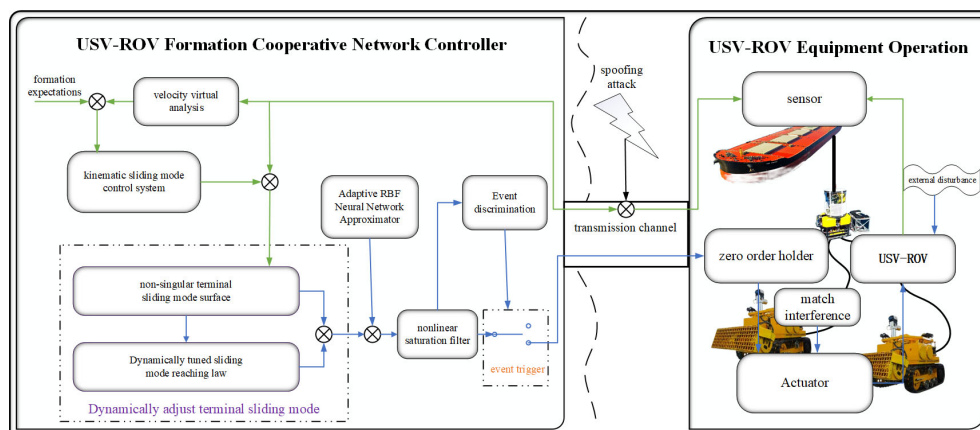 USV-ROV Formation Cooperative Network Controller
formation
expectations
velocity virtual
analysis
kinematic sliding mode
control system
Adaptive RBF
Neural Network
Approximator
Event
discrimination
non-singular terminal
sliding mode surface
Dynamically tuned sliding
mode reaching law
Dynamically adjust terminal sliding mode
nonlinear
saturation filter
event trigger
spoofing
attack
transmission channel
USV-ROV Equipment Operation
sensor
external disturbance
zero order holder
USV-ROV
match
interference
Actuator